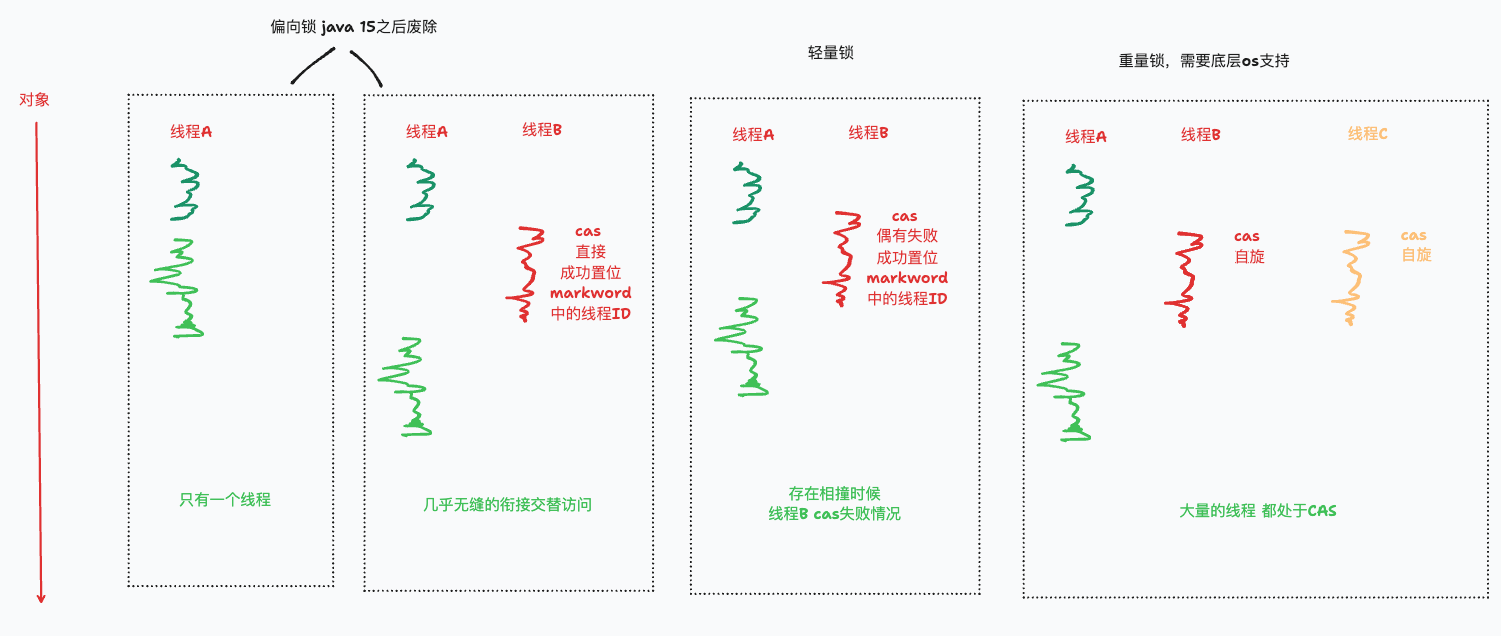 偏向锁 java 15之后废除
轻量锁
重量锁，需要底层os支持
对象
线程A
只有一个线程
线程A
线程B
cas
直接
成功置位
markword
中的线程ID
几乎无缝的衔接交替访问
线程A
线程B
cas
偶有失败
成功置位
markword
中的线程ID
存在相撞时候
线程B cas失败情况
线程A
线程B
线程C
cas
自旋
cas
自旋
大量的线程 都处于CAS